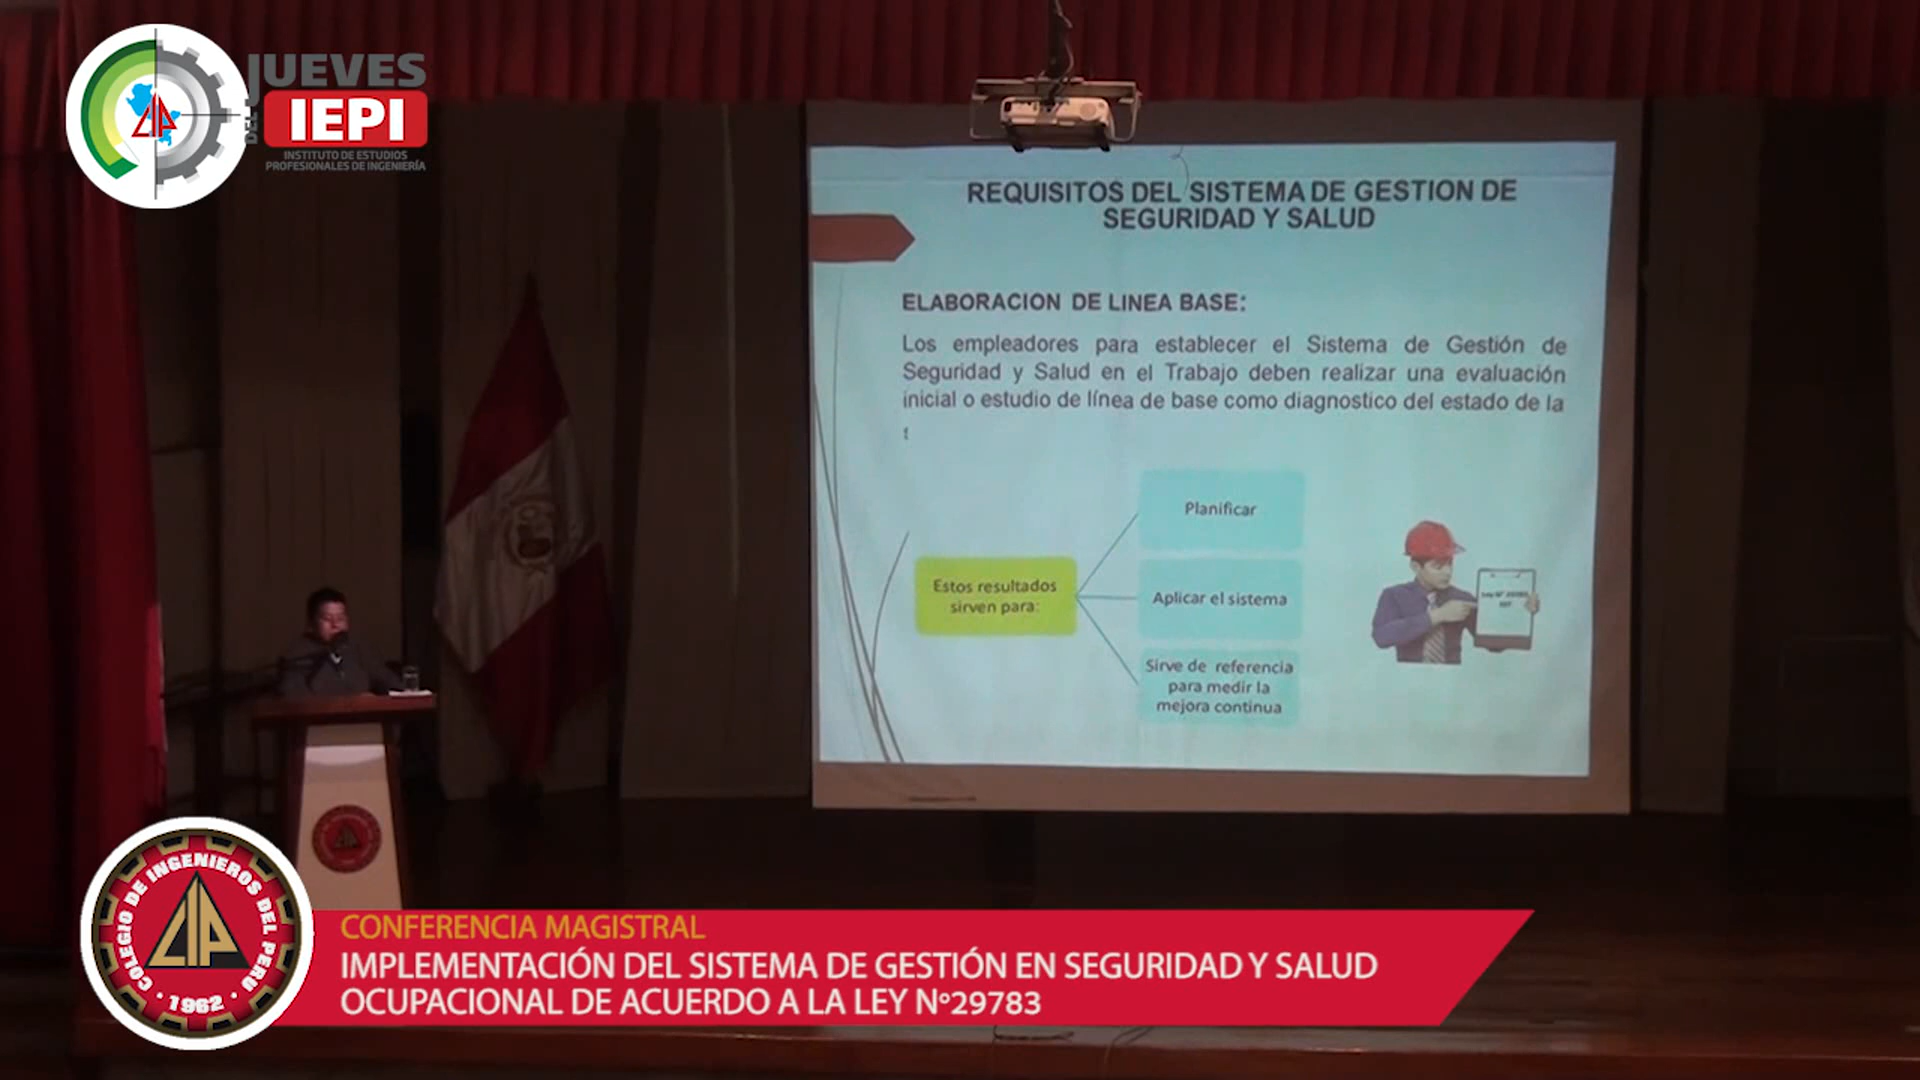 JUEVES
DEL
IEPI
INSTITUTO DE ESTUDIOS
PROFESIONALES DE INGENIERÍA
REQUISITOS DEL SISTEMA DE GESTION DE
SEGURIDAD Y SALUD
ELABORACION DE LINEA BASE:
Los empleadores para establecer el Sistema de Gestión de
Seguridad y Salud en el Trabajo deben realizar una evaluación
inicial o estudio de línea de base como diagnostico del estado de la
Planificar
Estos resultados
sirven para:
Aplicar el sistema
Sirve de referencia
para medir la
mejora continua
COLEGIO DE INGENIEROS DEL PERU
1962
CONFERENCIA MAGISTRAL
IMPLEMENTACIÓN DEL SISTEMA DE GESTIÓN EN SEGURIDAD Y SALUD
OCUPACIONAL DE ACUERDO A LA LEY N°29783